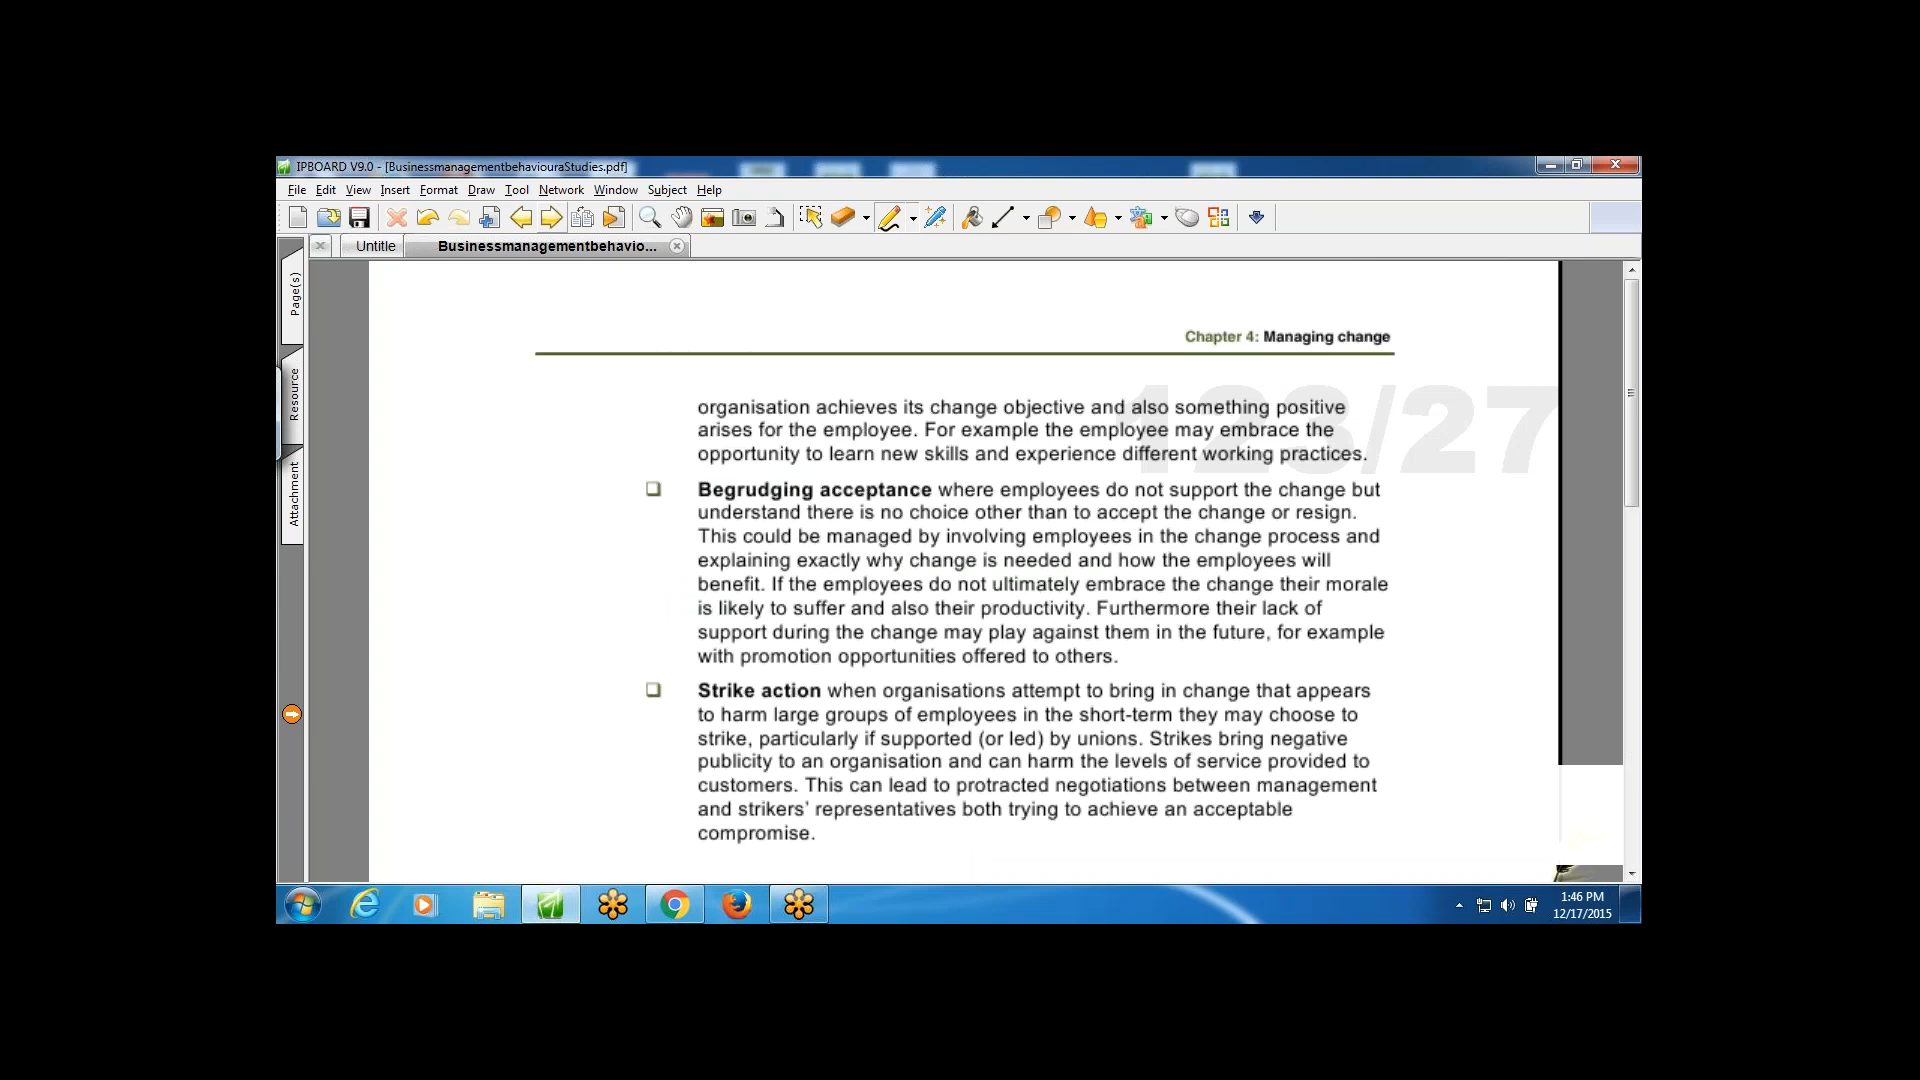 IPBOARD V9.0 - [BusinessmanagementbehaviouraStudies.pdf]
File Edit View Insert Format Draw Tool Network Window Subject Help
Untitle Businessmanagementbehavio...
Page(s)
Resource
Attachment
Chapter 4: Managing change
123/27
organisation achieves its change objective and also something positive
arises for the employee. For example the employee may embrace the
opportunity to learn new skills and experience different working practices.
❑ Begrudging acceptance where employees do not support the change but
understand there is no choice other than to accept the change or resign.
This could be managed by involving employees in the change process and
explaining exactly why change is needed and how the employees will
benefit. If the employees do not ultimately embrace the change their morale
is likely to suffer and also their productivity. Furthermore their lack of
support during the change may play against them in the future, for example
with promotion opportunities offered to others.
❑ Strike action when organisations attempt to bring in change that appears
to harm large groups of employees in the short-term they may choose to
strike, particularly if supported (or led) by unions. Strikes bring negative
publicity to an organisation and can harm the levels of service provided to
customers. This can lead to protracted negotiations between management
and strikers’ representatives both trying to achieve an acceptable
compromise.
1:46 PM
12/17/2015